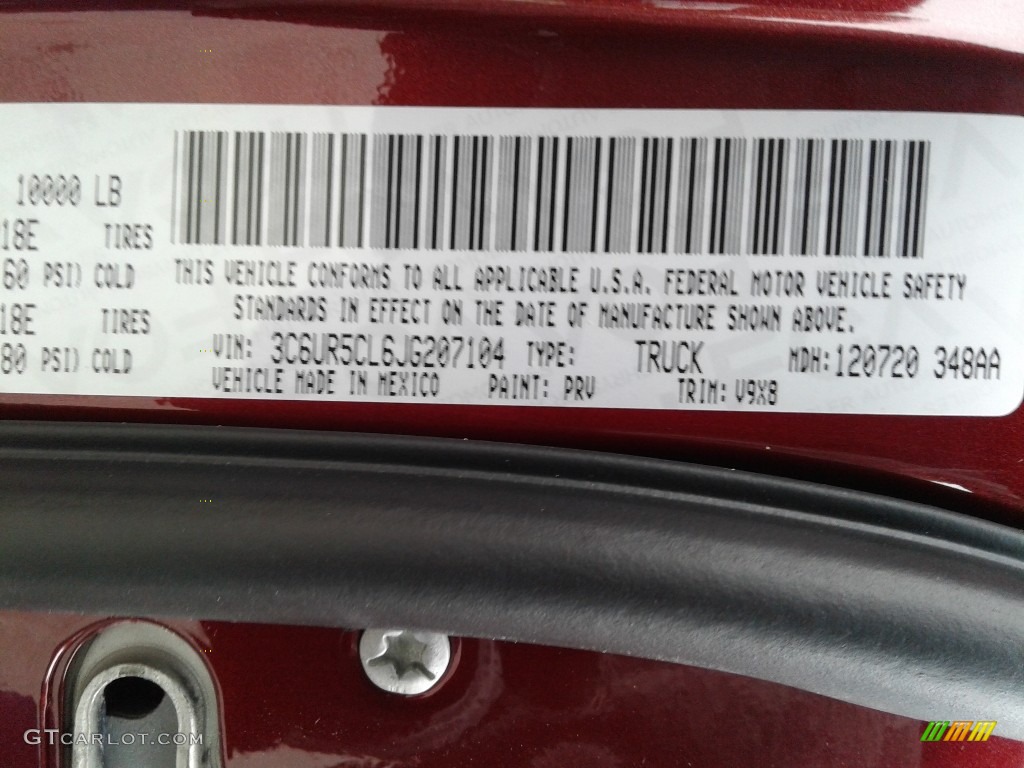 10000 LB
18E TIRES
60 PSI) COLD
18E TIRES
80 PSI) COLD
THIS VEHICLE CONFORMS TO ALL APPLICABLE U.S.A. FEDERAL MOTOR VEHICLE SAFETY
STANDARDS IN EFFECT ON THE DATE OF MANUFACTURE SHOWN ABOVE.
VIN: 3C6UR5CL6JG207104 TYPE: TRUCK MDH: 120720 348AA
VEHICLE MADE IN MEXICO PAINT: PRV TRIM: V9X8
GTCARLOT.COM